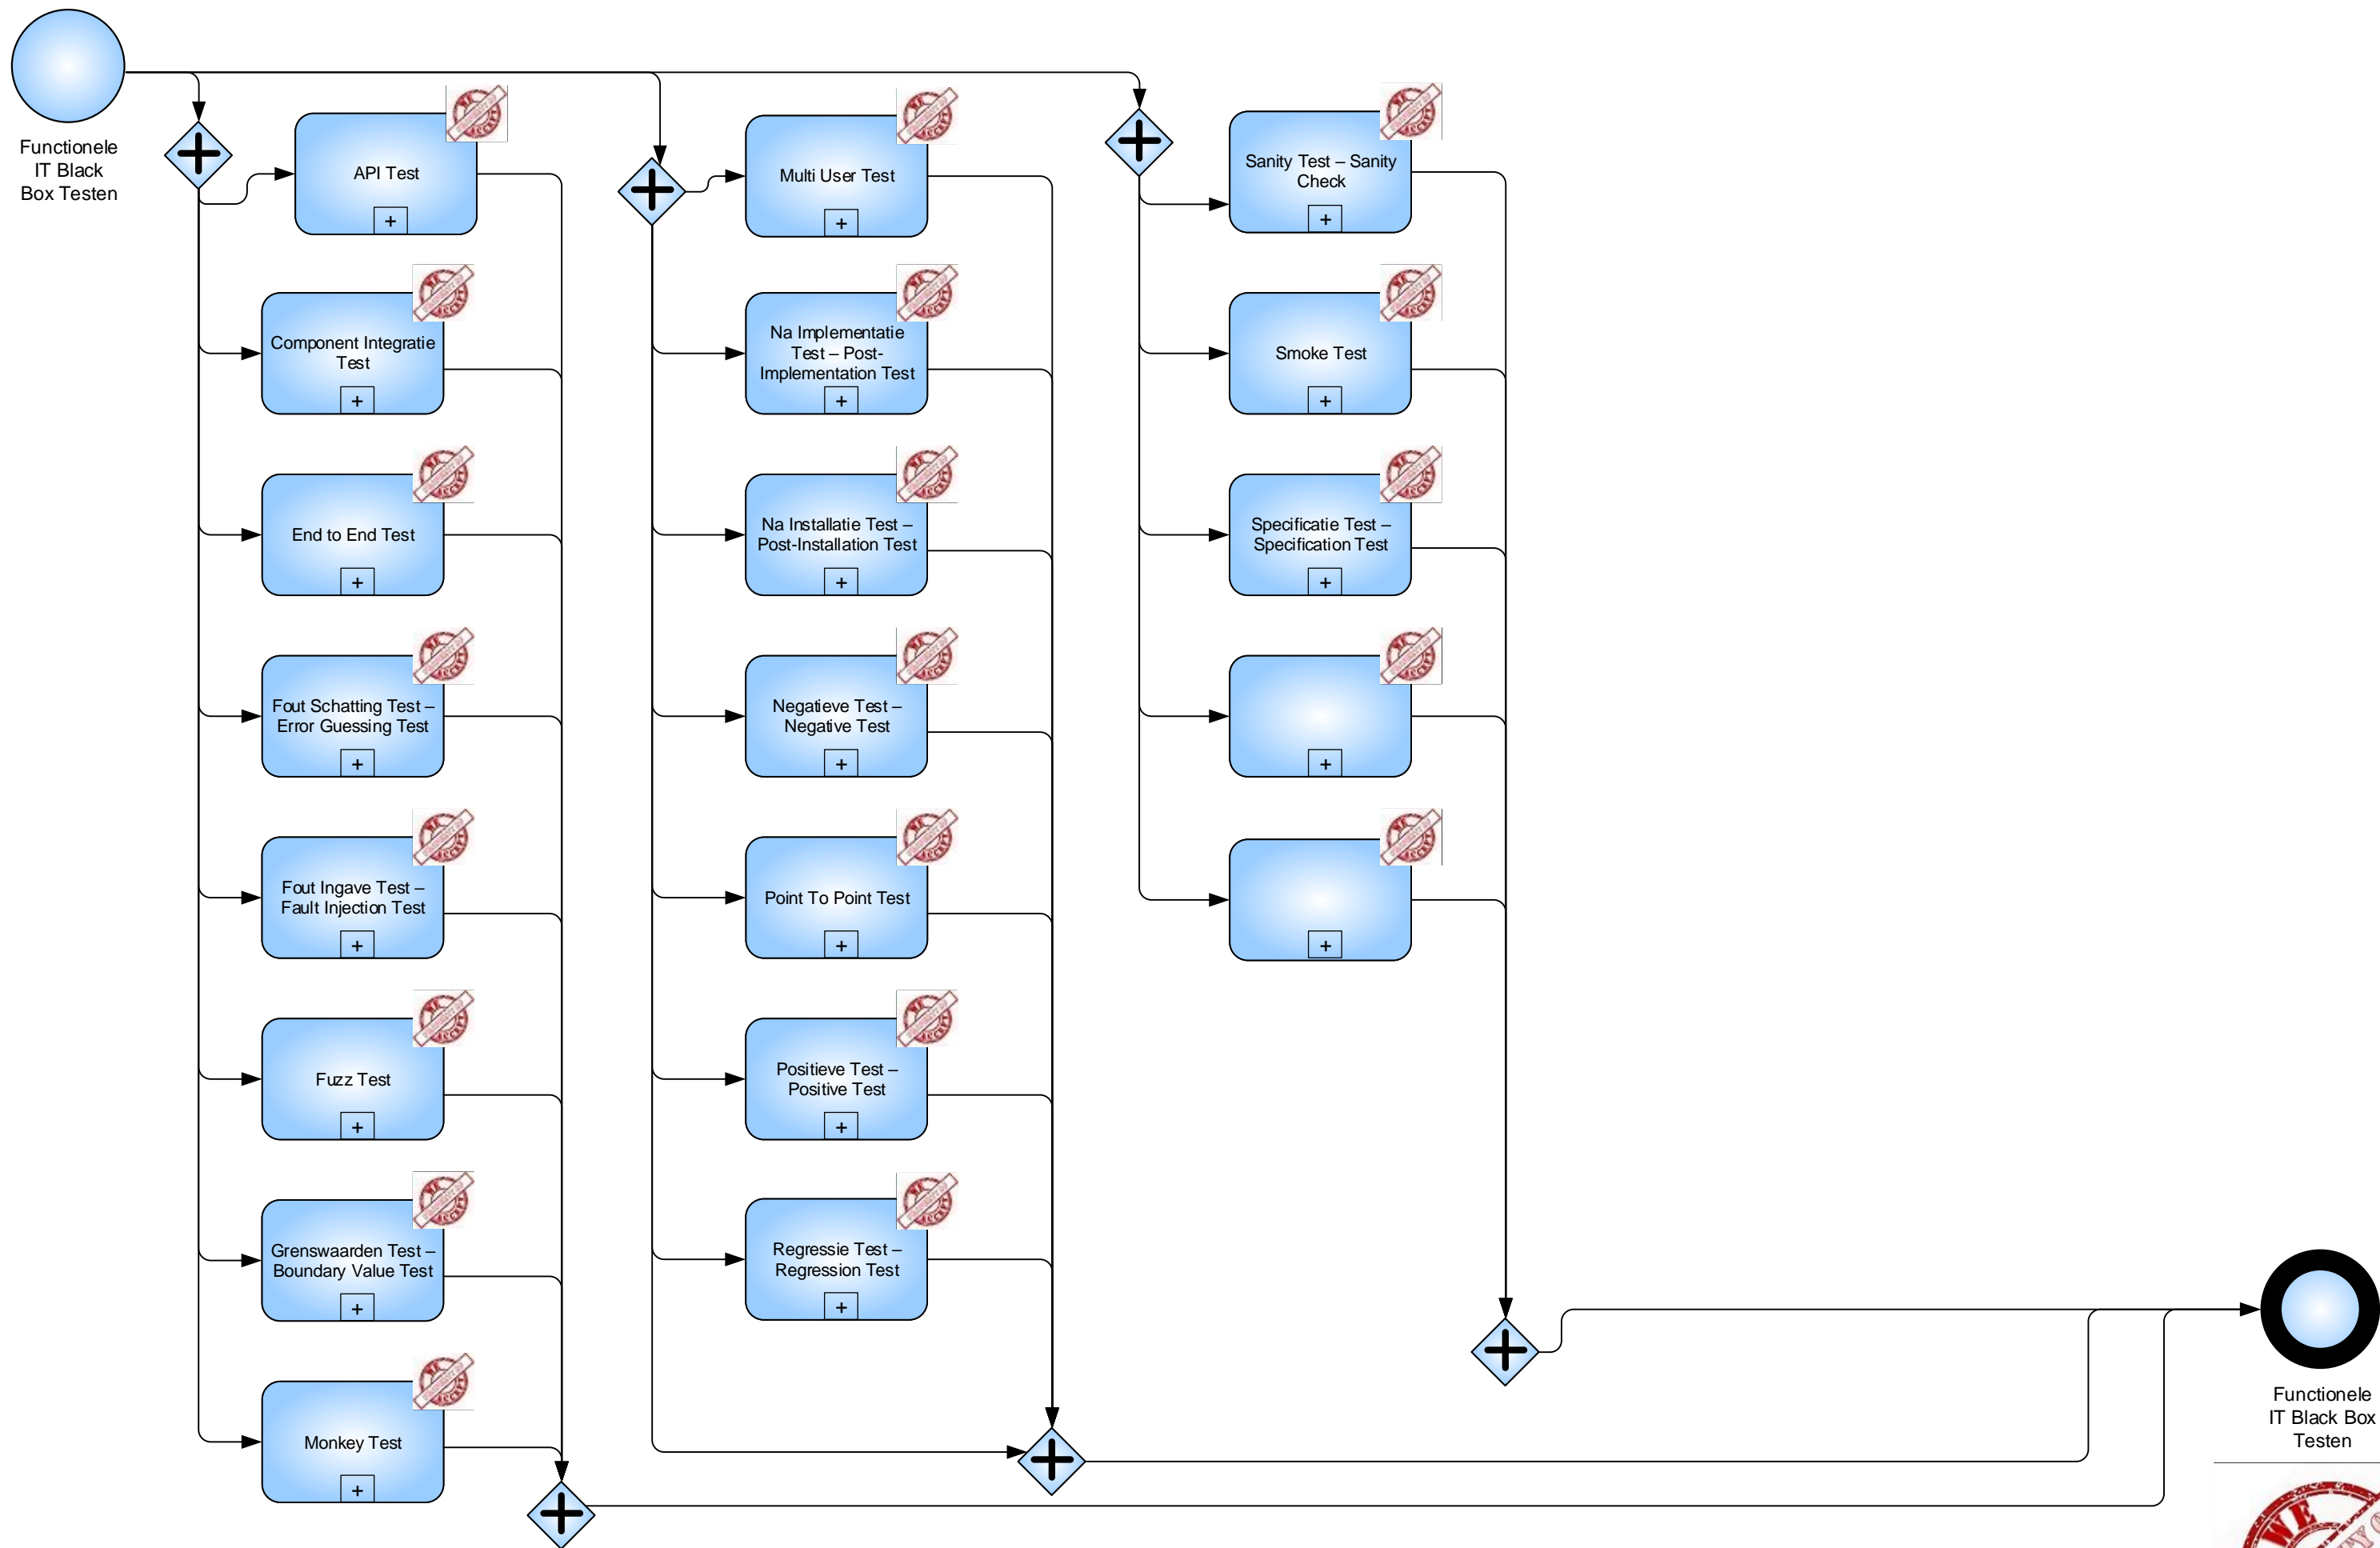 Functionele
IT Black
Box Testen
API Test
Component Integratie
Test
End to End Test
Fout Schatting Test –
Error Guessing Test
Fout Ingave Test –
Fault Injection Test
Fuzz Test
Grenswaarden Test –
Boundary Value Test
Monkey Test
Multi User Test
Na Implementatie
Test – Post-
Implementation Test
Na Installatie Test –
Post-Installation Test
Negatieve Test –
Negative Test
Point To Point Test
Positieve Test –
Positive Test
Regressie Test –
Regression Test
Sanity Test – Sanity
Check
Smoke Test
Specificatie Test –
Specification Test
Functionele
IT Black Box
Testen
WE